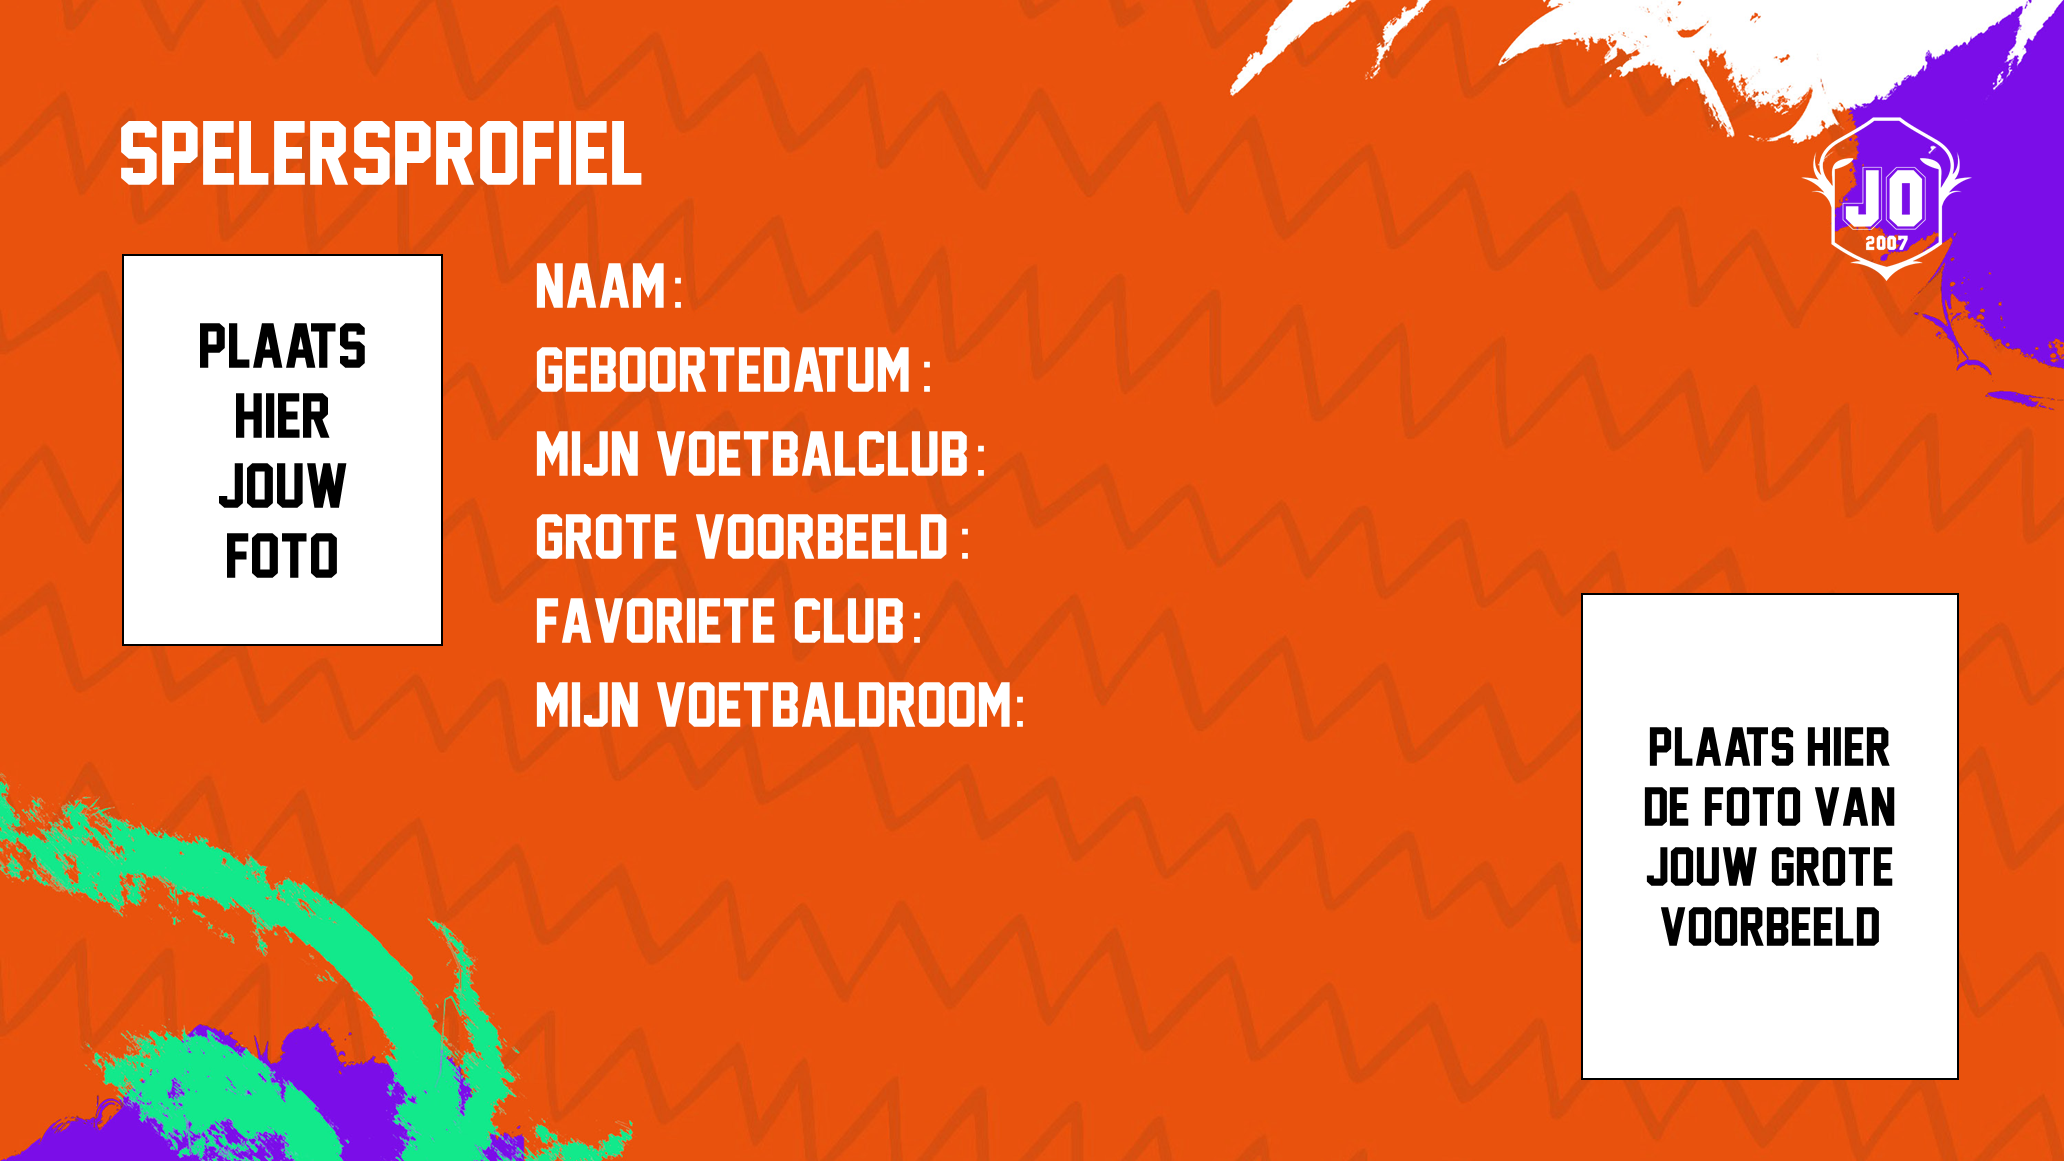 SPELERSPROFIEL
JO
2007
PLAATS
HIER
JOUW
FOTO
NAAM:
GEBOORTEDATUM :
MIJN VOETBALCLUB:
GROTE VOORBEELD :
FAVORIETE CLUB:
MIJN VOETBALDROOM:
PLAATS HIER
DE FOTO VAN
JOUW GROTE
VOORBEELD